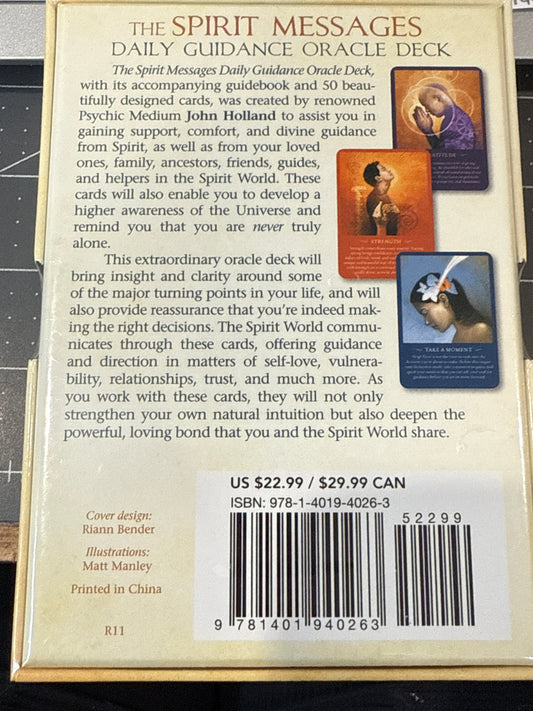 THE SPIRIT MESSAGES
DAILY GUIDANCE ORACLE DECK
The Spirit Messages Daily Guidance Oracle Deck,
with its accompanying guidebook and 50 beau-
tifully designed cards, was created by renowned
Psychic Medium John Holland to assist you in
gaining support, comfort, and divine guidance
from Spirit, as well as from your loved
ones, family, ancestors, friends, guides,
and helpers in the Spirit World. These
cards will also enable you to develop a
higher awareness of the Universe and
remind you that you are never truly
alone.
This extraordinary oracle deck will
bring insight and clarity around some
of the major turning points in your life, and will
also provide reassurance that you're indeed mak-
ing the right decisions. The Spirit World commu-
nicates through these cards, offering guidance
and direction in matters of self-love, vulnera-
bility, relationships, trust, and much more. As
you work with these cards, they will not only
strengthen your own natural intuition but also deepen the
powerful, loving bond that you and the Spirit World share.
STRENGTH
TAKE A MOMENT
US $22.99 / $29.99 CAN
ISBN: 978-1-4019-4026-3
52299
9 781401 940263
Cover design:
Riann Bender
Illustrations:
Matt Manley
Printed in China
R11